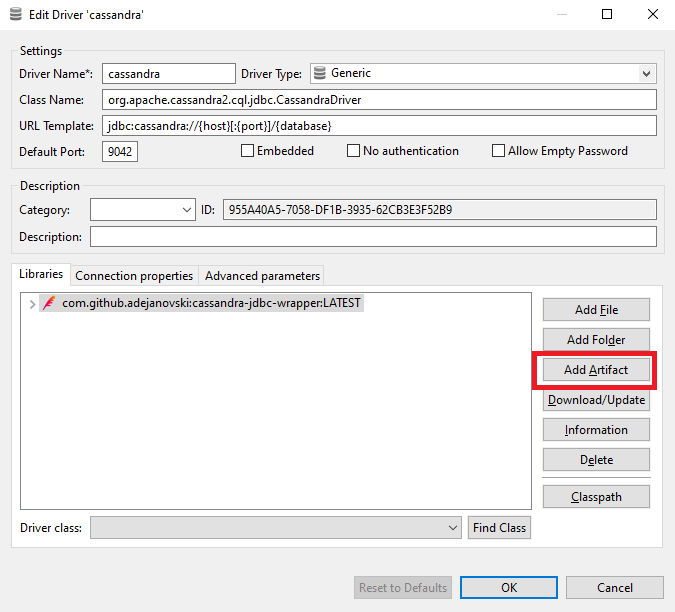 Edit Driver 'cassandra'
Settings
Driver Name*: cassandra Driver Type: Generic
Class Name: org.apache.cassandra2.cql.jdbc.CassandraDriver
URL Template: jdbc:cassandra://{host}[:{port}]/{database}
Default Port: 9042 Embedded No authentication Allow Empty Password
Description
Category: ID: 955A40A5-7058-DF1B-3935-62CB3E3F52B9
Description:
Libraries Connection properties Advanced parameters
com.github.adejanovski:cassandra-jdbc-wrapper:LATEST
Add File
Add Folder
Add Artifact
Download/Update
Information
Delete
Classpath
Driver class: Find Class
Reset to Defaults OK Cancel